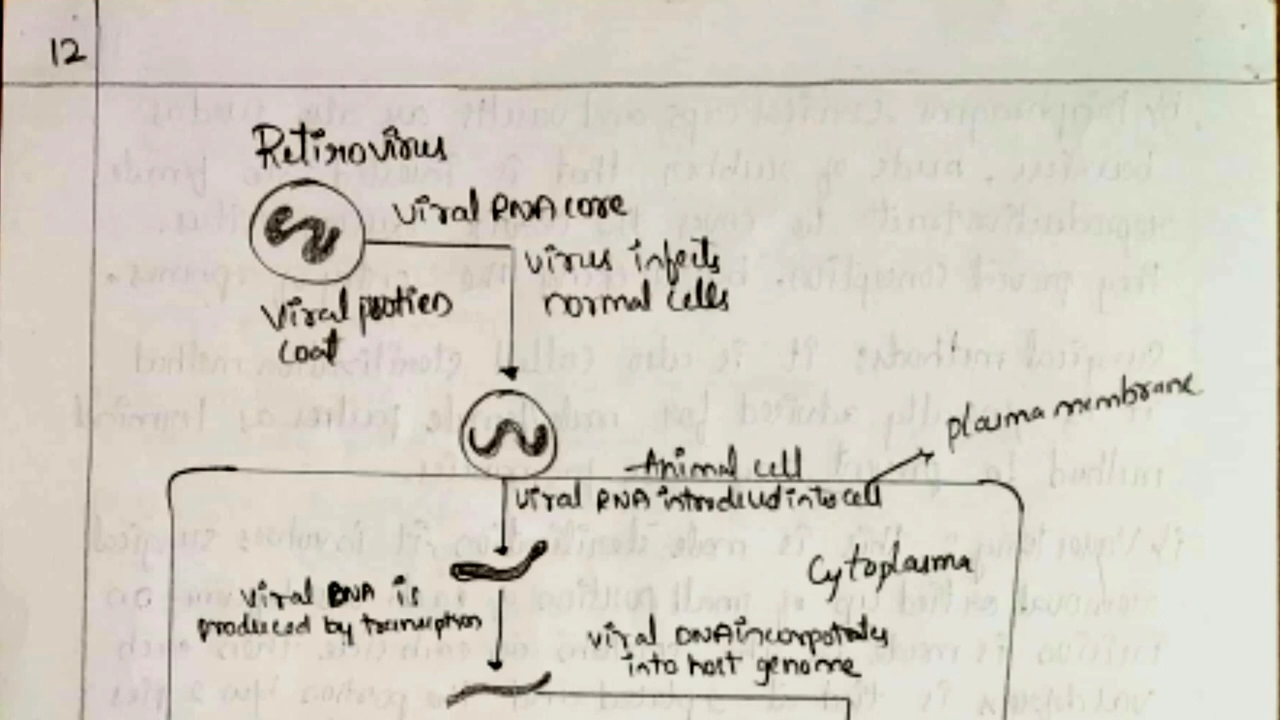 12
Retirovirus
viral RNA core
virus infects
normal cells
Viral protien
coat
plasma membrane
Animal cell
viral RNA introdeud into cell
Cytoplasma
viral DNA is
produced by transcription
viral DNA incorporates
into host genome